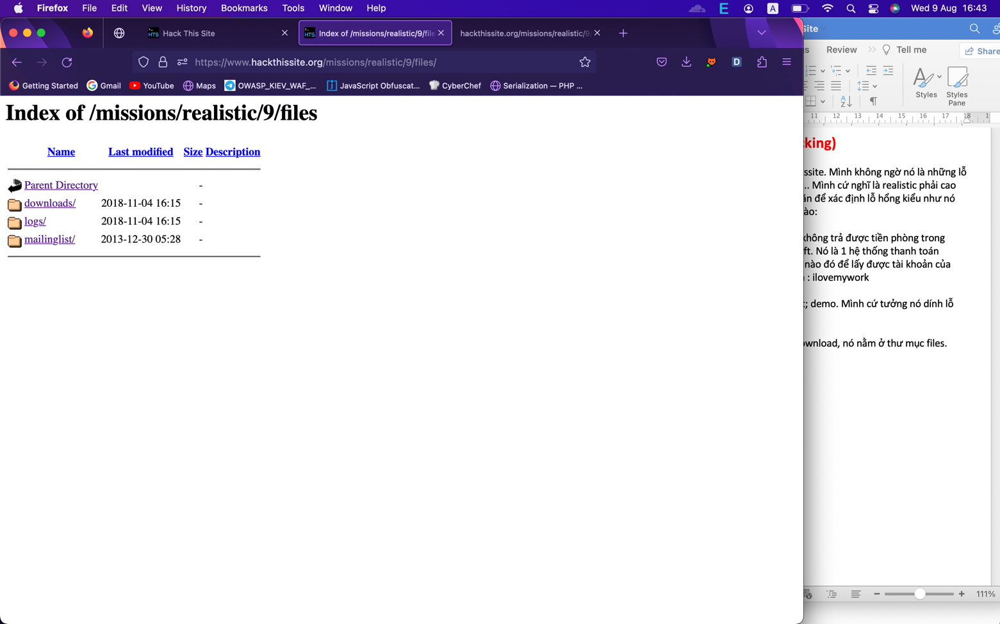 Firefox File Edit View History Bookmarks Tools Window Help
E A Wed 9 Aug 16:43
Hack This Site
Index of /missions/realistic/9/file
hackthissite.org/missions/realistic/9
https://www.hackthissite.org/missions/realistic/9/files/
Getting Started Gmail YouTube Maps OWASP_KIEV_WAF_... JavaScript Obfuscat... CyberChef Serialization — PHP ...
Index of /missions/realistic/9/files
Name Last modified Size Description
Parent Directory -
downloads/ 2018-11-04 16:15 -
logs/ 2018-11-04 16:15 -
mailinglist/ 2013-12-30 05:28 -
Site
s Review Tell me Share
Styles Styles
Pane
11 12 13 14 15 16 17 18
king)
ssite. Mình không ngờ nó là những lỗ
.. Mình cứ nghĩ là realistic phải cao
ản để xác định lỗ hổng kiểu như nó
ào:
không trả được tiền phòng trong
ft. Nó là 1 hệ thống thanh toán
nào đó để lấy được tài khoản của
: ilovemywork
; demo. Mình cứ tưởng nó dính lỗ
ownload, nó nằm ở thư mục files.
111%